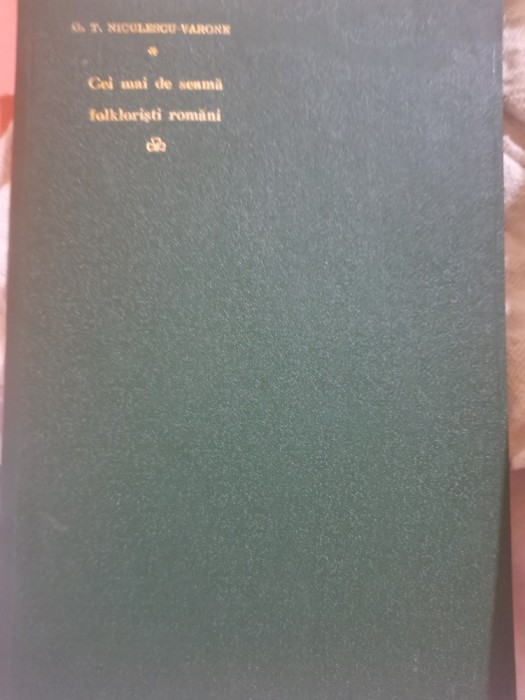 G. T. NICULESCU-VARONE
Cei mai de seamă
folkloriști români